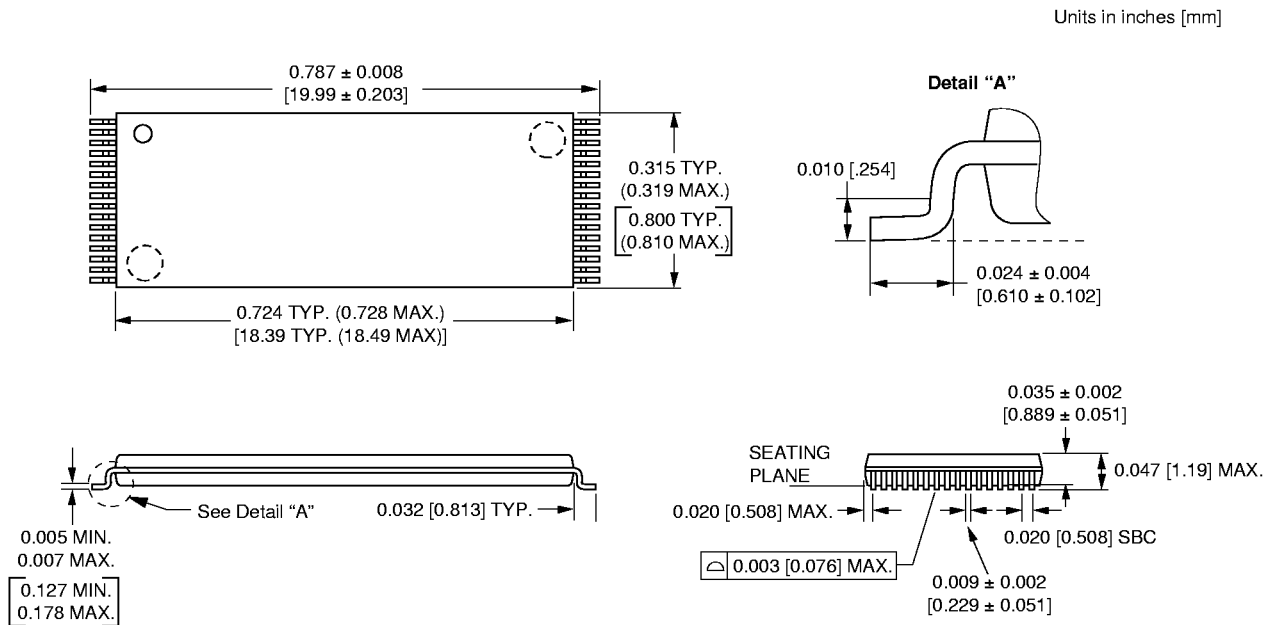 Units in inches [mm]
0.787 ± 0.008
[19.99 ± 0.203]
0.315 TYP.
(0.319 MAX.)
[0.800 TYP.
(0.810 MAX.)]
0.724 TYP. (0.728 MAX.)
[18.39 TYP. (18.49 MAX)]
Detail “A”
0.010 [.254]
0.024 ± 0.004
[0.610 ± 0.102]
See Detail “A”
0.032 [0.813] TYP.
0.005 MIN.
0.007 MAX.
[0.127 MIN.
0.178 MAX.]
0.035 ± 0.002
[0.889 ± 0.051]
SEATING
PLANE
0.047 [1.19] MAX.
0.020 [0.508] MAX.
0.020 [0.508] SBC
⌓ 0.003 [0.076] MAX.
0.009 ± 0.002
[0.229 ± 0.051]